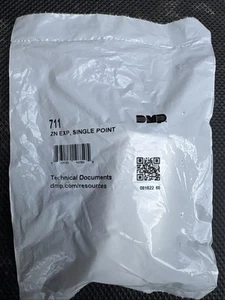 711
DMP
ZN EXP, SINGLE POINT
Technical Documents
dmp.com/resources